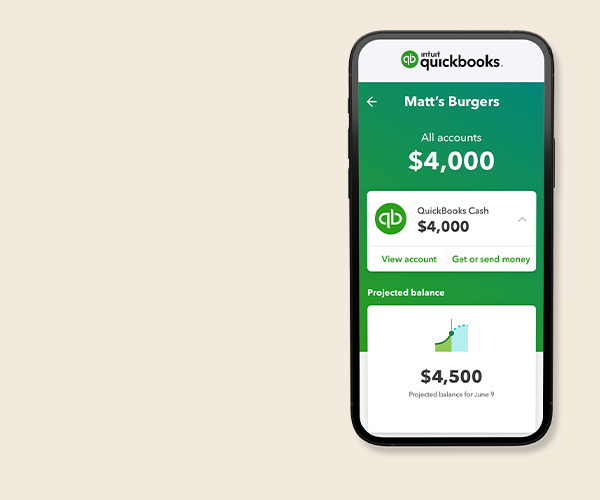 intuit
quickbooks.
Matt's Burgers
All accounts
$4,000
qb
QuickBooks Cash
$4,000
View account
Get or send money
Projected balance
$4,500
Projected balance for June 9